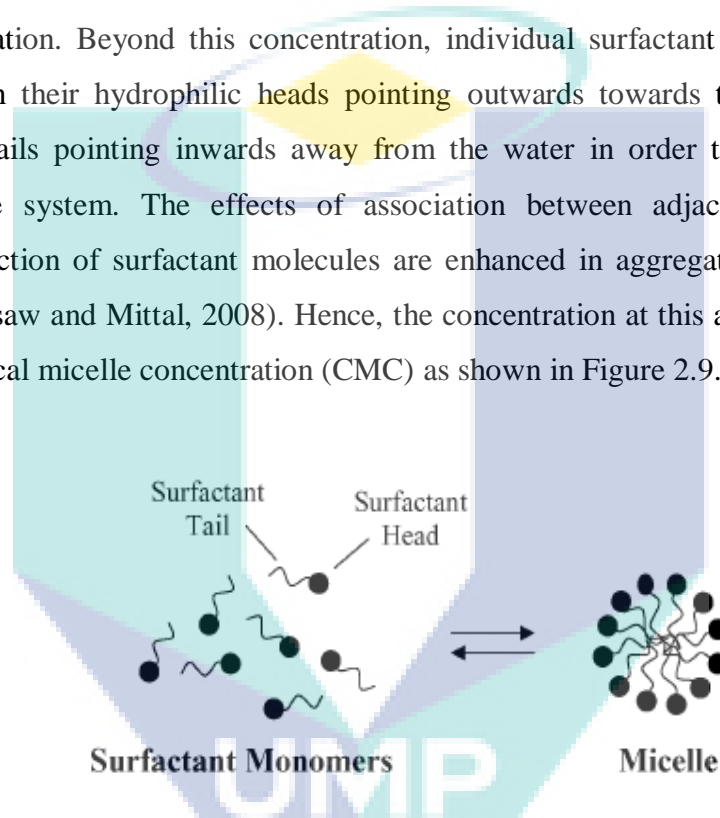 ation. Beyond this concentration, individual surfactant
their hydrophilic heads pointing outwards towards
ails pointing inwards away from the water in order
system. The effects of association between adjac
ction of surfactant molecules are enhanced in aggregat
saw and Mittal, 2008). Hence, the concentration at this a
cal micelle concentration (CMC) as shown in Figure 2.9.
Surfactant
Tail
Surfactant
Head
Surfactant Monomers
Micelle
UMP